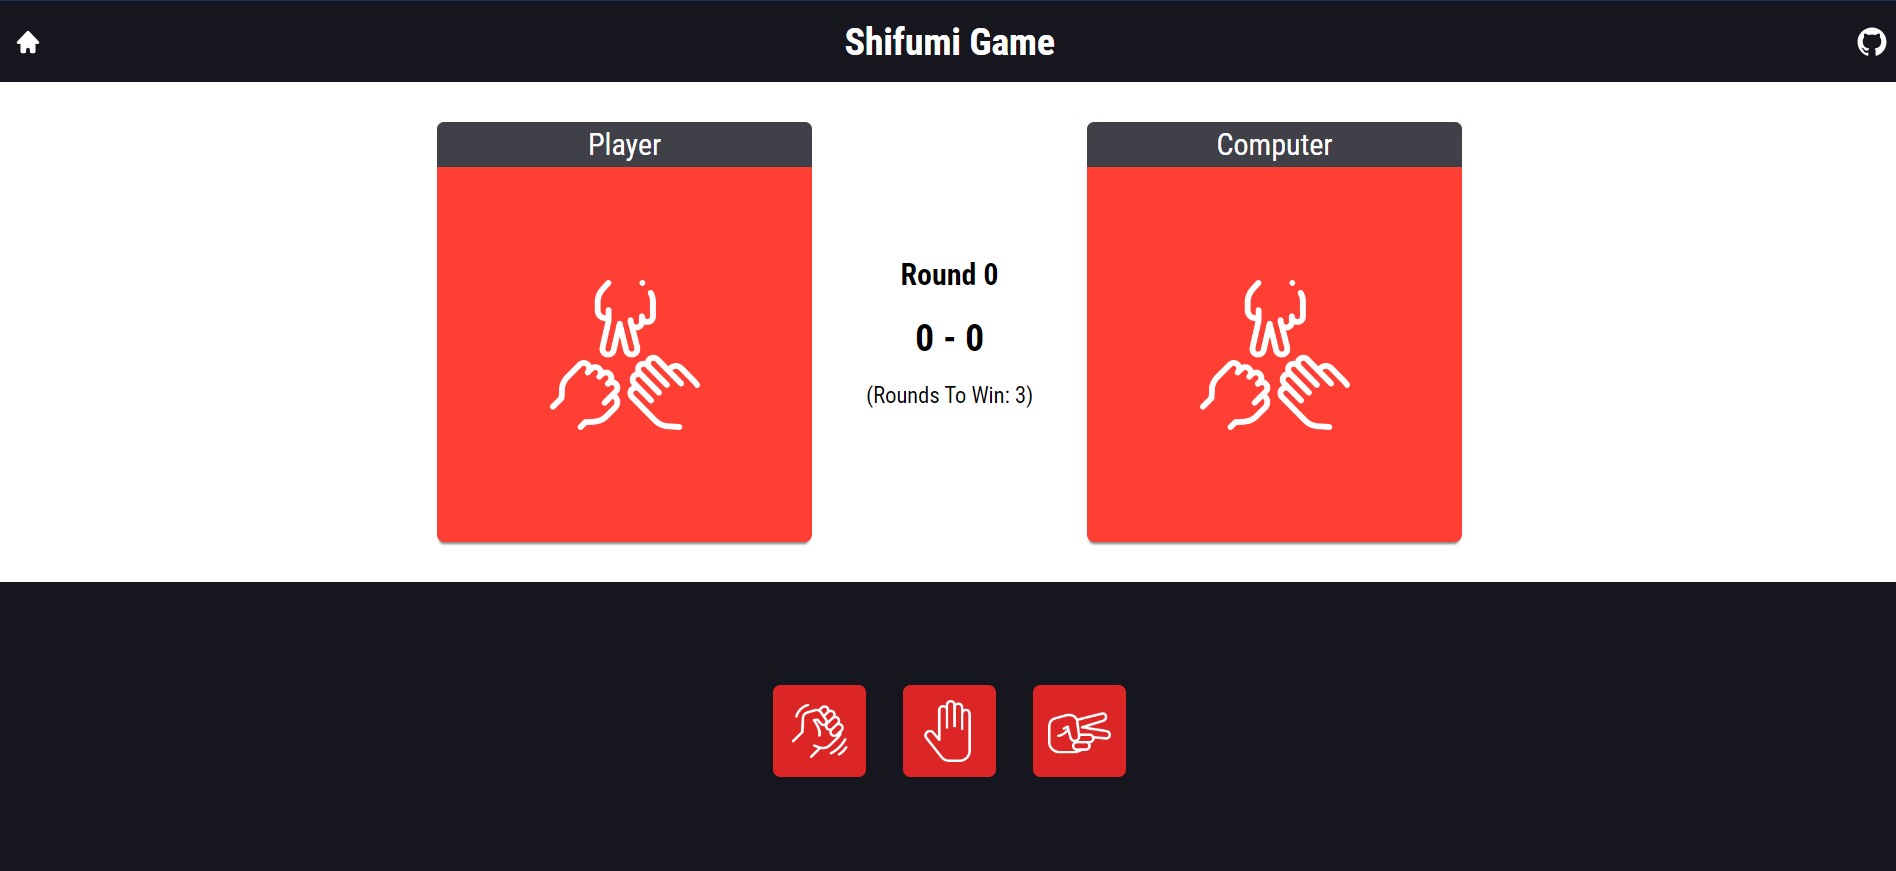 Shifumi Game
Player
Computer
Round 0
0 - 0
(Rounds To Win: 3)